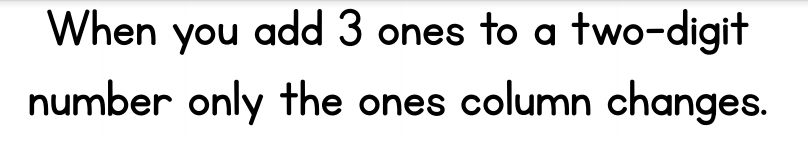 When you add 3 ones to a two-digit
number only the ones column changes.